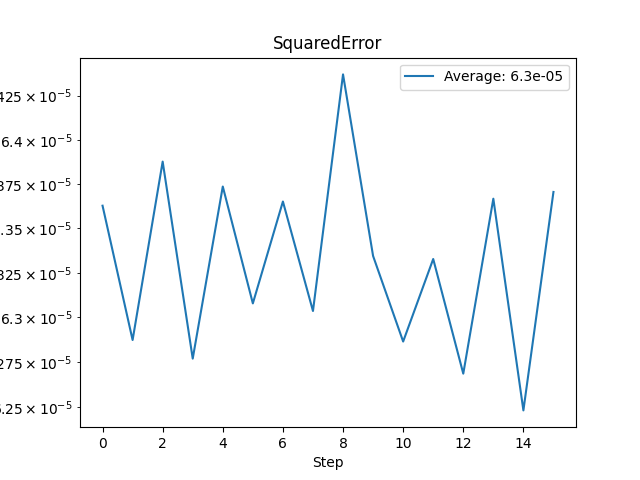 SquaredError
Average: 6.3e-05
425 × 10⁻⁵
6.4 × 10⁻⁵
375 × 10⁻⁵
.35 × 10⁻⁵
325 × 10⁻⁵
6.3 × 10⁻⁵
275 × 10⁻⁵
6.25 × 10⁻⁵
0 2 4 6 8 10 12 14
Step